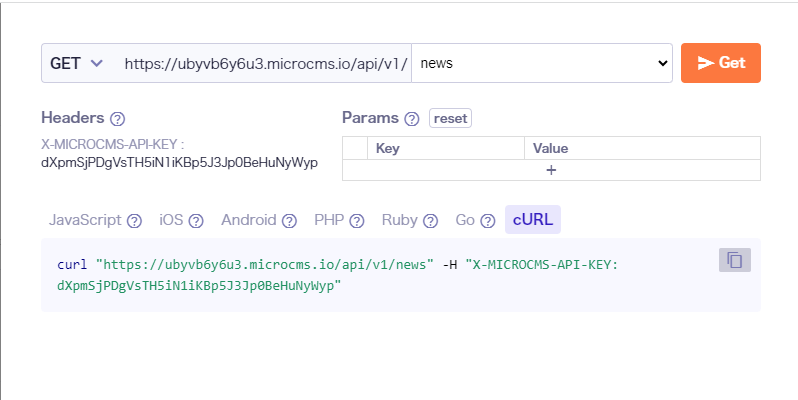 GET https://ubyvb6y6u3.microcms.io/api/v1/ news Get
Headers ?
X-MICROCMS-API-KEY :
dXpmSjPDgVsTH5iN1iKBp5J3Jp0BeHuNyWyp
Params ? reset
Key Value
+
JavaScript ? iOS ? Android ? PHP ? Ruby ? Go ? cURL
curl "https://ubyvb6y6u3.microcms.io/api/v1/news" -H "X-MICROCMS-API-KEY:
dXpmSjPDgVsTH5iN1iKBp5J3Jp0BeHuNyWyp"